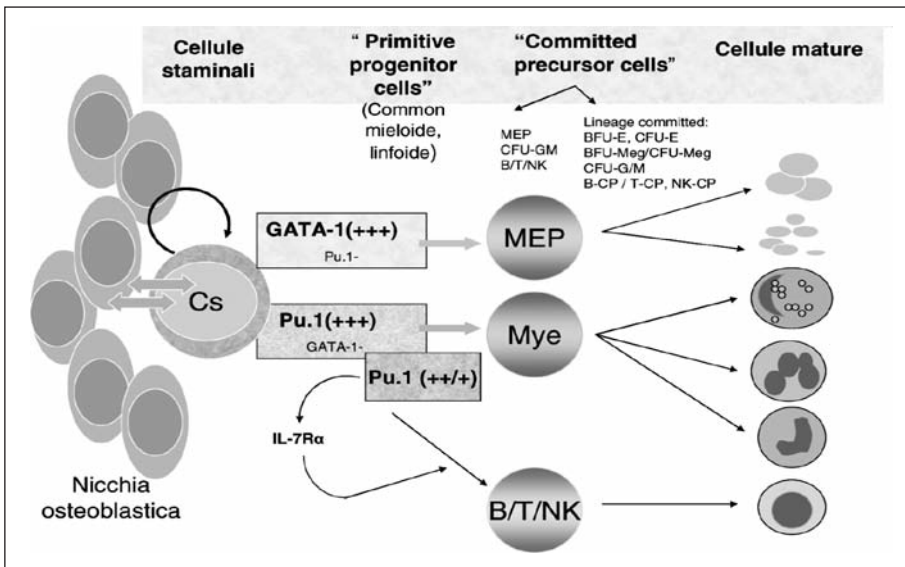 Cellule
staminali
“ Primitive
progenitor
cells”
(Common
mieloide,
linfoide)
“Committed
precursor cells”
Cellule mature
MEP
CFU-GM
B/T/NK
Lineage committed:
BFU-E, CFU-E
BFU-Meg/CFU-Meg
CFU-G/M
B-CP / T-CP, NK-CP
GATA-1(+++)
Pu.1-
MEP
Cs
Pu.1(+++)
GATA-1-
Mye
Pu.1 (++/+)
IL-7Rα
B/T/NK
Nicchia
osteoblastica